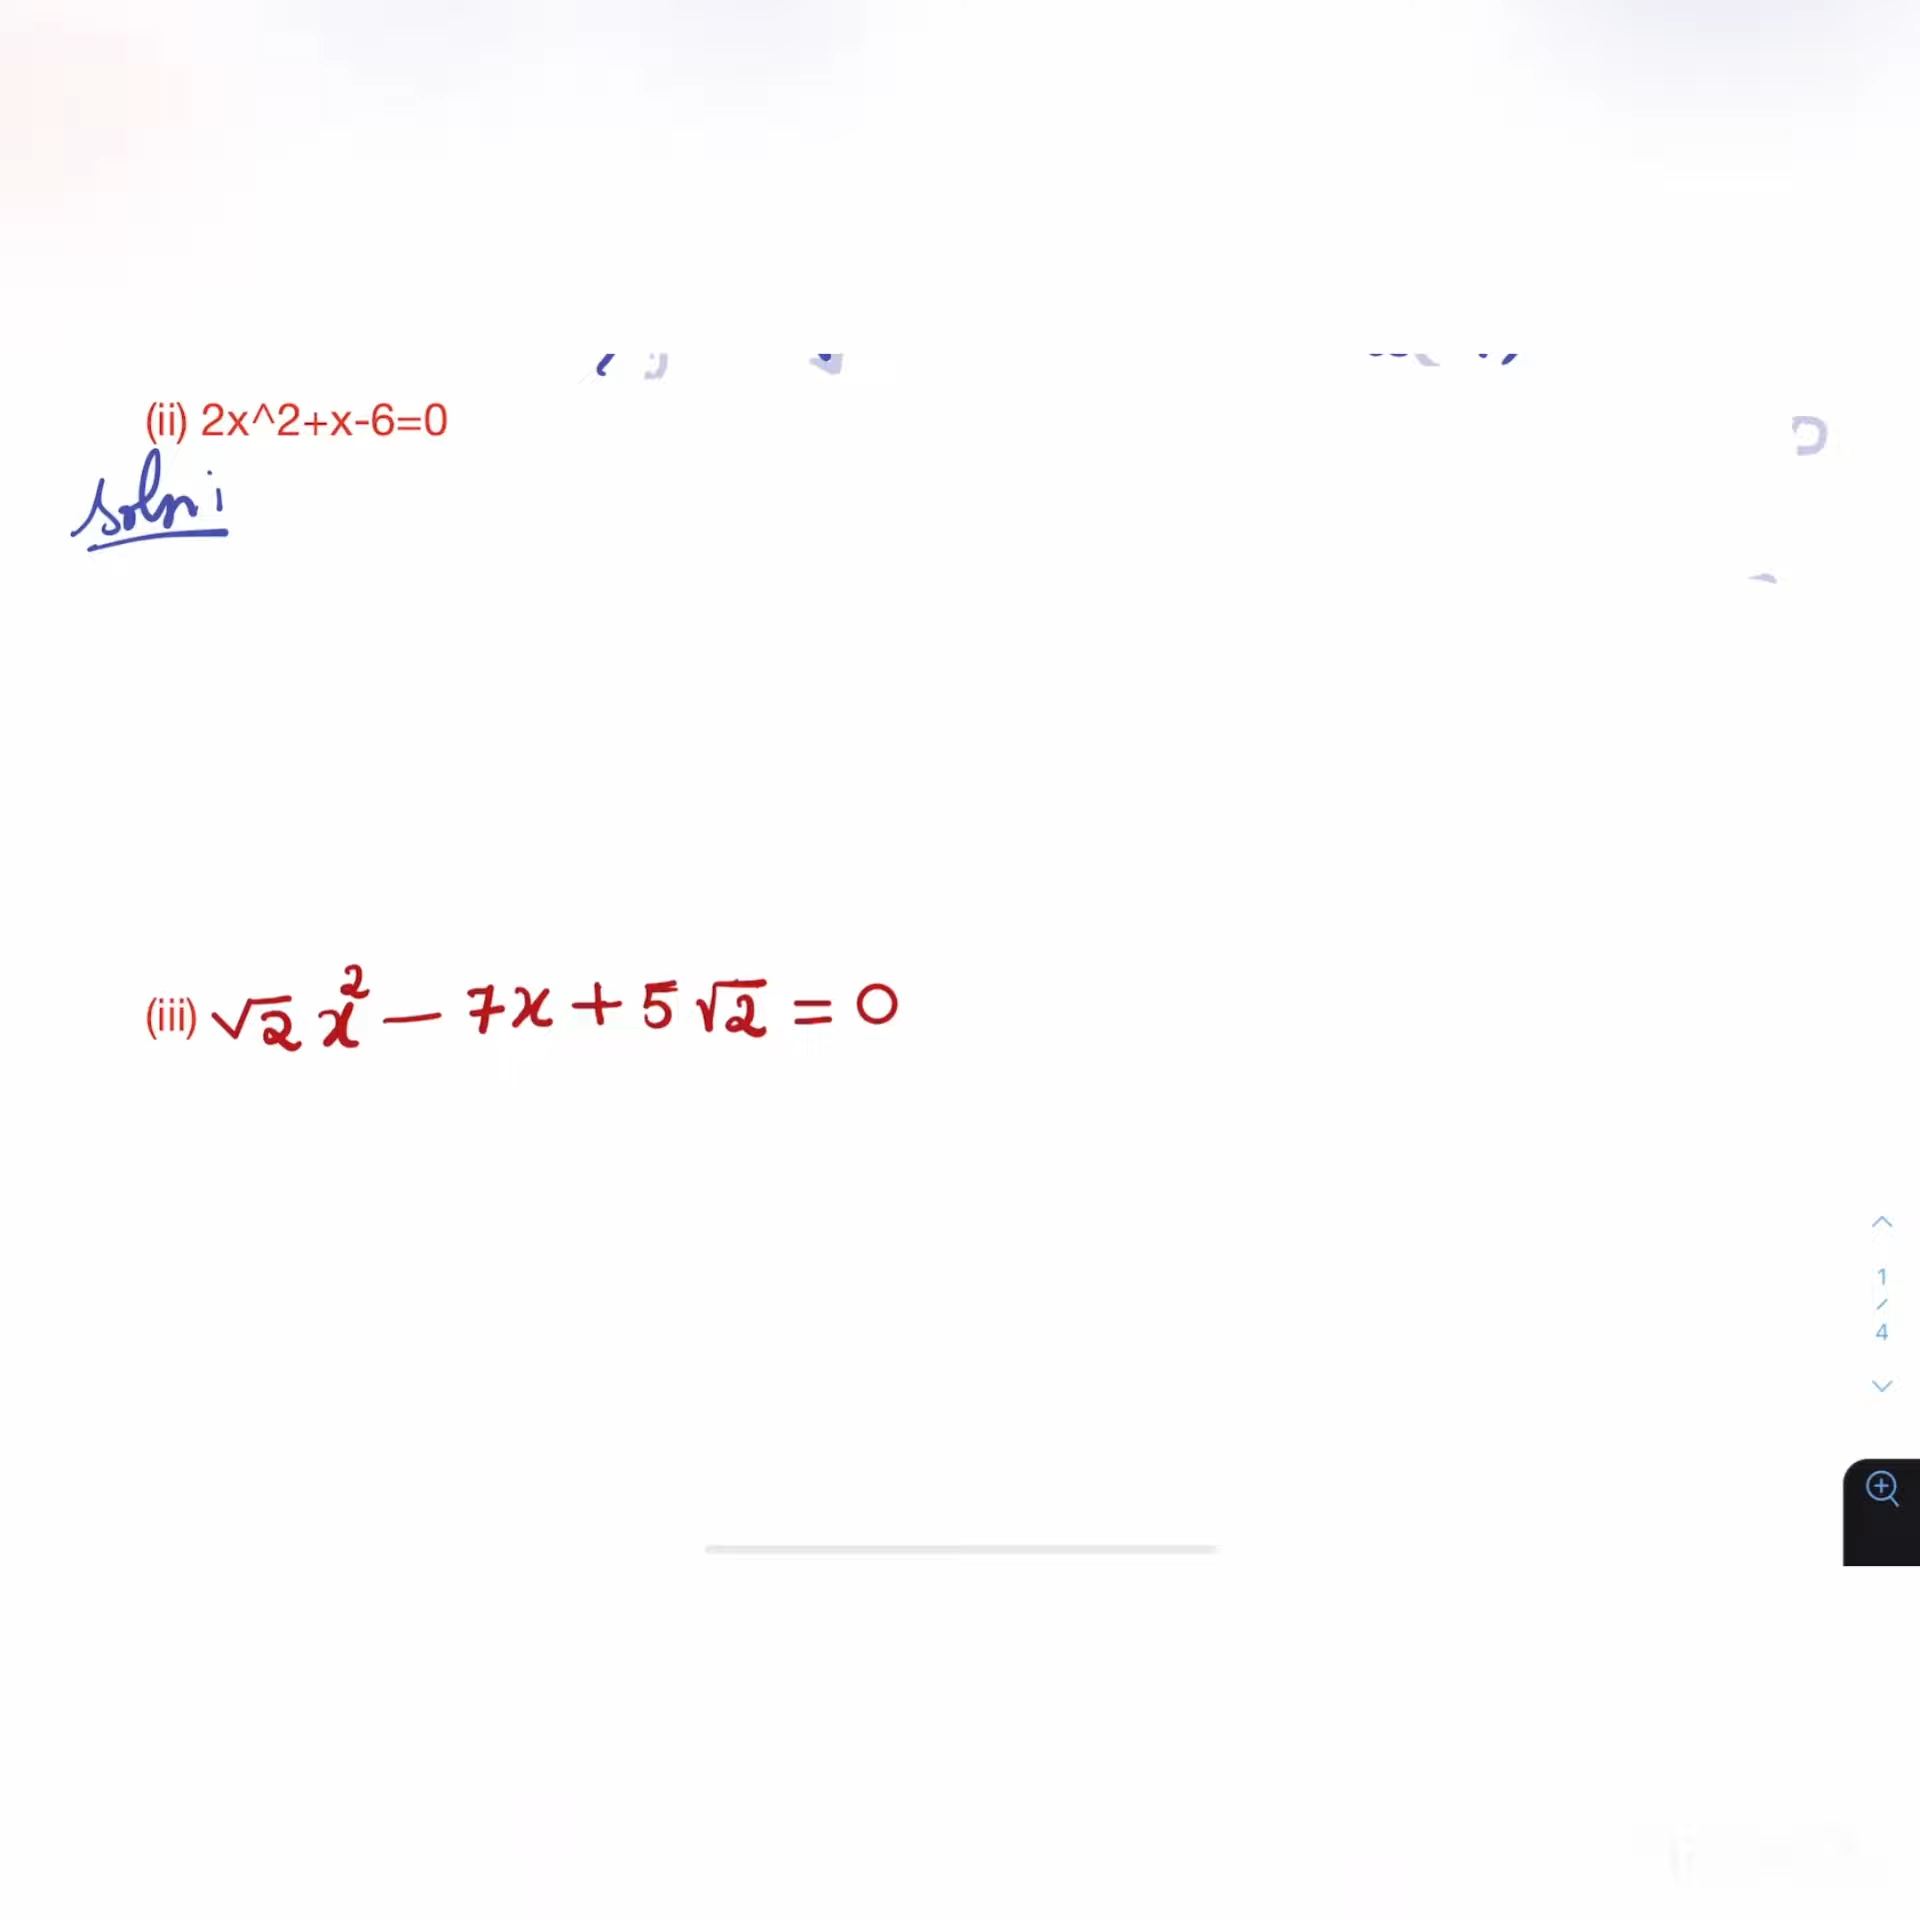 (ii) 2x^2+x-6=0
soln:
(iii) √2 x² — 7x + 5 √2 = 0
1
/
4